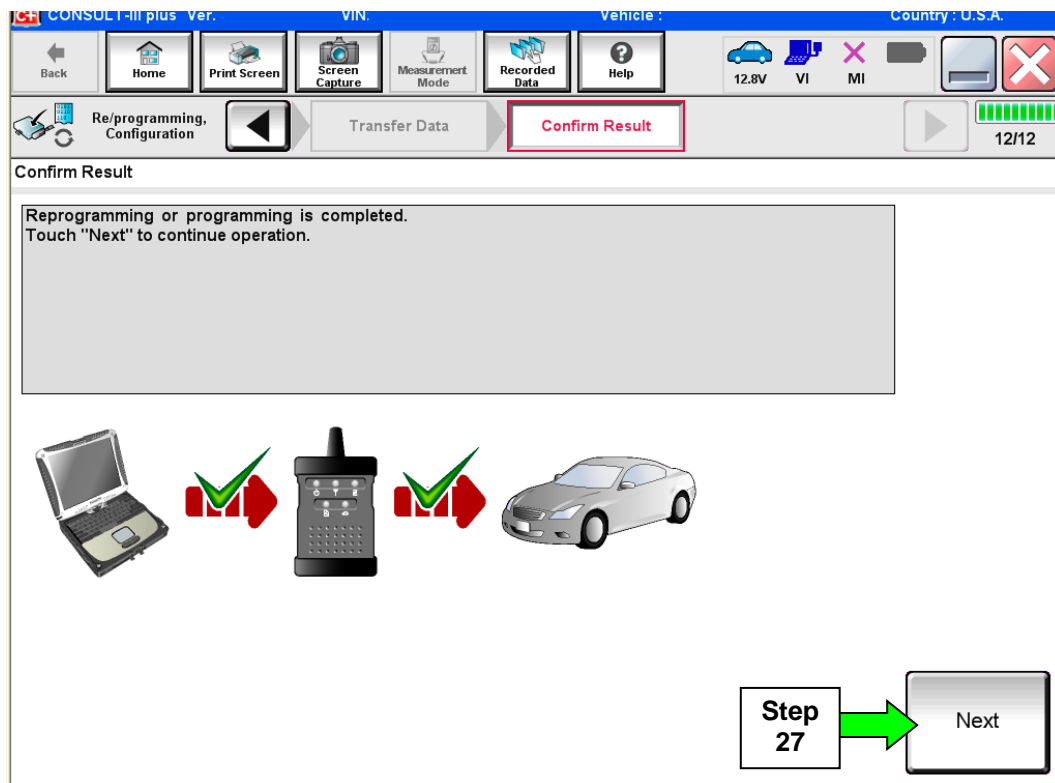 C+ CONSULT-III plus Ver. VIN: Vehicle : Country : U.S.A.
Back
Home
Print Screen
Screen
Capture
Measurement
Mode
Recorded
Data
Help
12.8V
VI
MI
Re/programming,
Configuration
Transfer Data
Confirm Result
12/12
Confirm Result
Reprogramming or programming is completed.
Touch "Next" to continue operation.
Step
27
Next